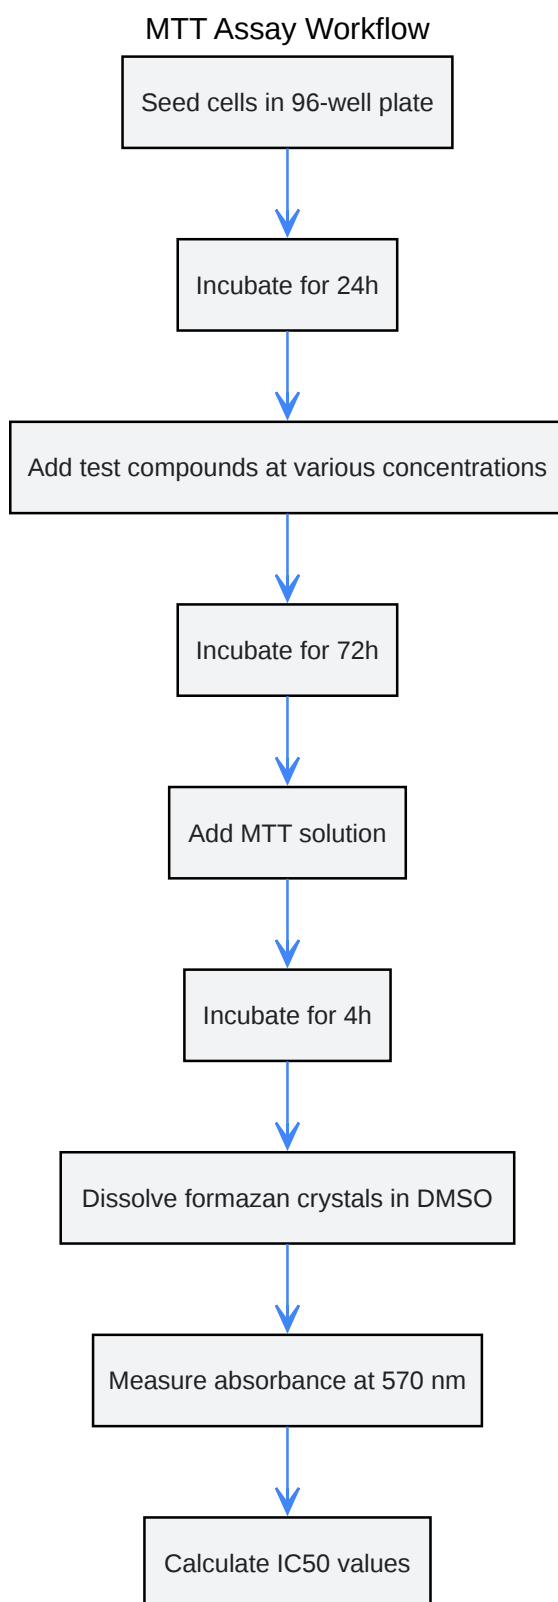 MTT Assay Workflow
Seed cells in 96-well plate
Incubate for 24h
Add test compounds at various concentrations
Incubate for 72h
Add MTT solution
Incubate for 4h
Dissolve formazan crystals in DMSO
Measure absorbance at 570 nm
Calculate IC50 values